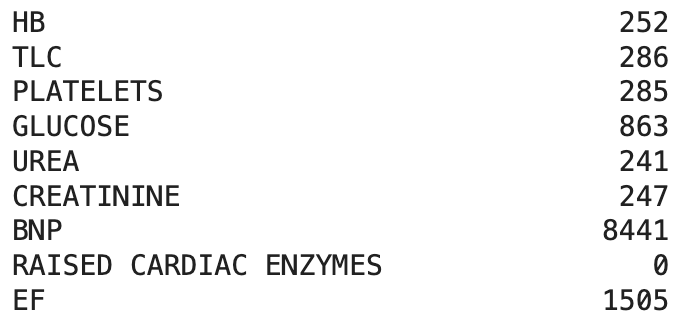 HB 252
TLC 286
PLATELETS 285
GLUCOSE 863
UREA 241
CREATININE 247
BNP 8441
RAISED CARDIAC ENZYMES 0
EF 1505